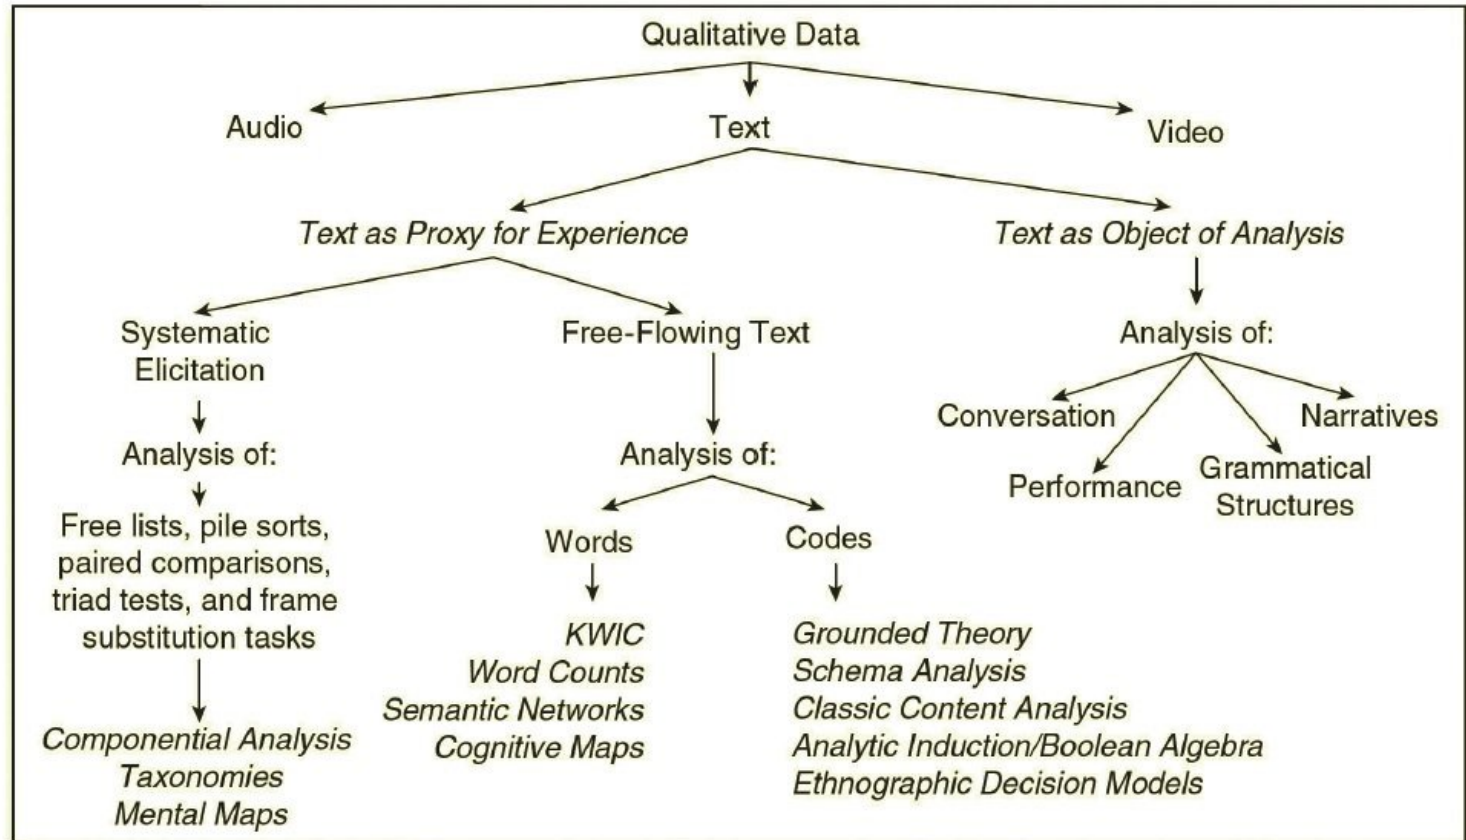 Qualitative Data
Audio
Text
Video
Text as Proxy for Experience
Text as Object of Analysis
Systematic
Elicitation
Free-Flowing Text
Analysis of:
Conversation
Narratives
Performance
Grammatical
Structures
Analysis of:
Free lists, pile sorts,
paired comparisons,
triad tests, and frame
substitution tasks
Componential Analysis
Taxonomies
Mental Maps
Analysis of:
Words
Codes
KWIC
Word Counts
Semantic Networks
Cognitive Maps
Grounded Theory
Schema Analysis
Classic Content Analysis
Analytic Induction/Boolean Algebra
Ethnographic Decision Models